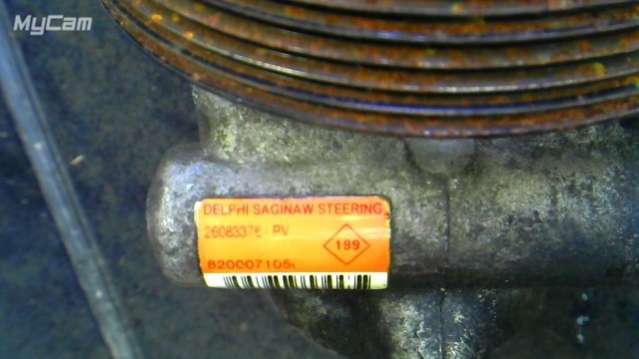 MyCam
DELPHI SAGINAW STEERING
26083376 PV
199
8200071051